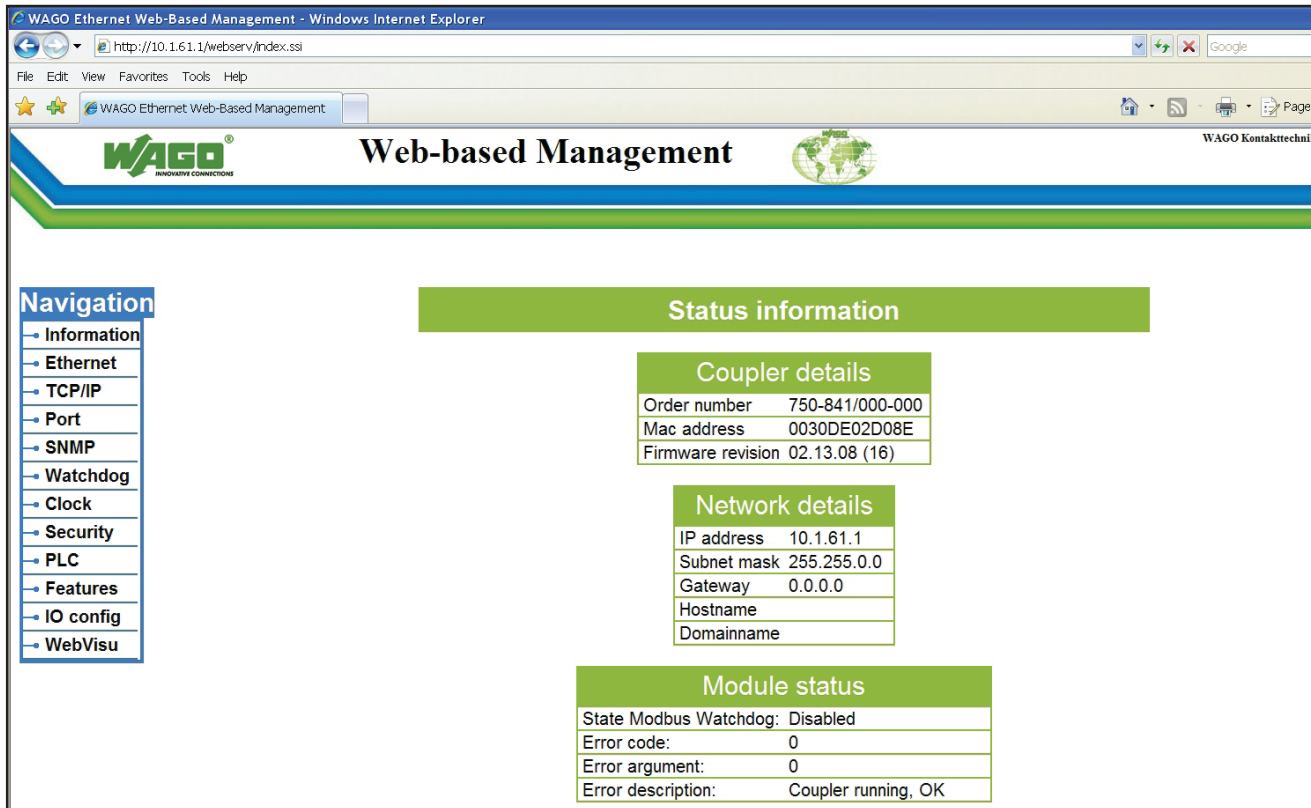 WAGO Ethernet Web-Based Management - Windows Internet Explorer
http://10.1.61.1/webserv/index.ssi
Google
File Edit View Favorites Tools Help
WAGO Ethernet Web-Based Management
Page
WAGO®
INNOVATIVE CONNECTIONS
Web-based Management
WAGO
WAGO Kontakttechni
Navigation
Information
Ethernet
TCP/IP
Port
SNMP
Watchdog
Clock
Security
PLC
Features
IO config
WebVisu
Status information
Coupler details
Order number 750-841/000-000
Mac address 0030DE02D08E
Firmware revision 02.13.08 (16)
Network details
IP address 10.1.61.1
Subnet mask 255.255.0.0
Gateway 0.0.0.0
Hostname
Domainname
Module status
State Modbus Watchdog: Disabled
Error code: 0
Error argument: 0
Error description: Coupler running, OK